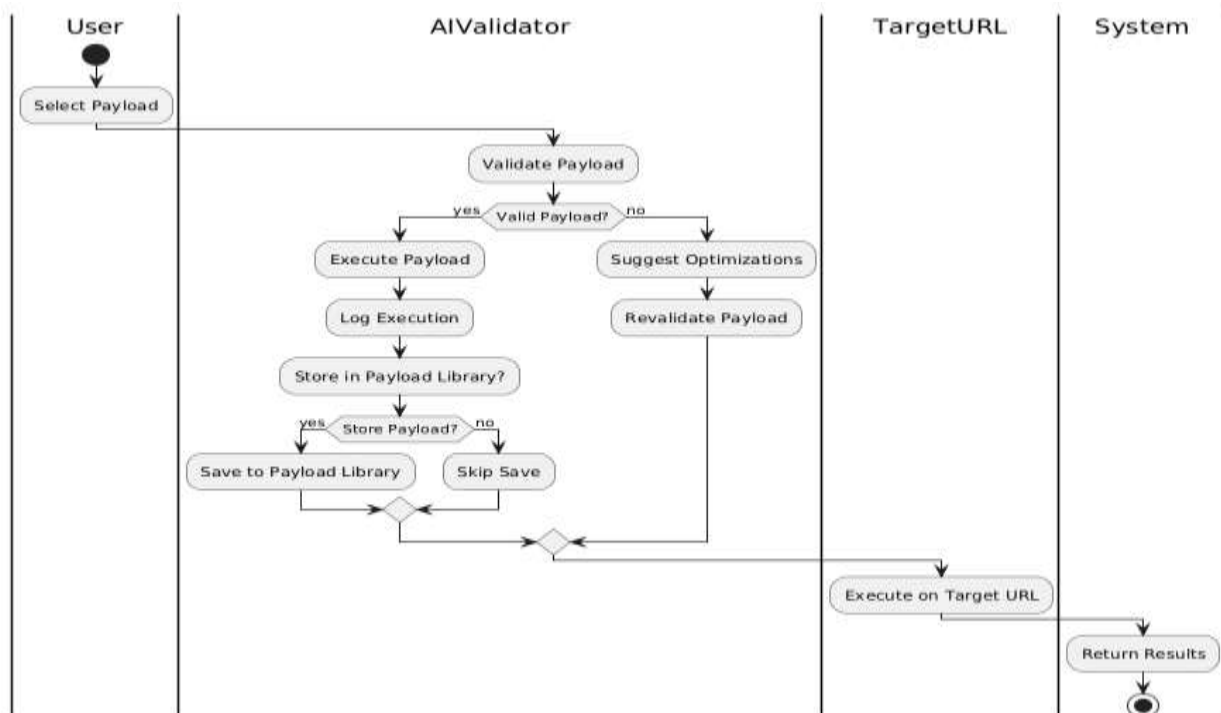 User
AIValidator
TargetURL
System
Select Payload
Validate Payload
yes
Valid Payload?
no
Execute Payload
Suggest Optimizations
Log Execution
Revalidate Payload
Store in Payload Library?
yes
Store Payload?
no
Save to Payload Library
Skip Save
Execute on Target URL
Return Results